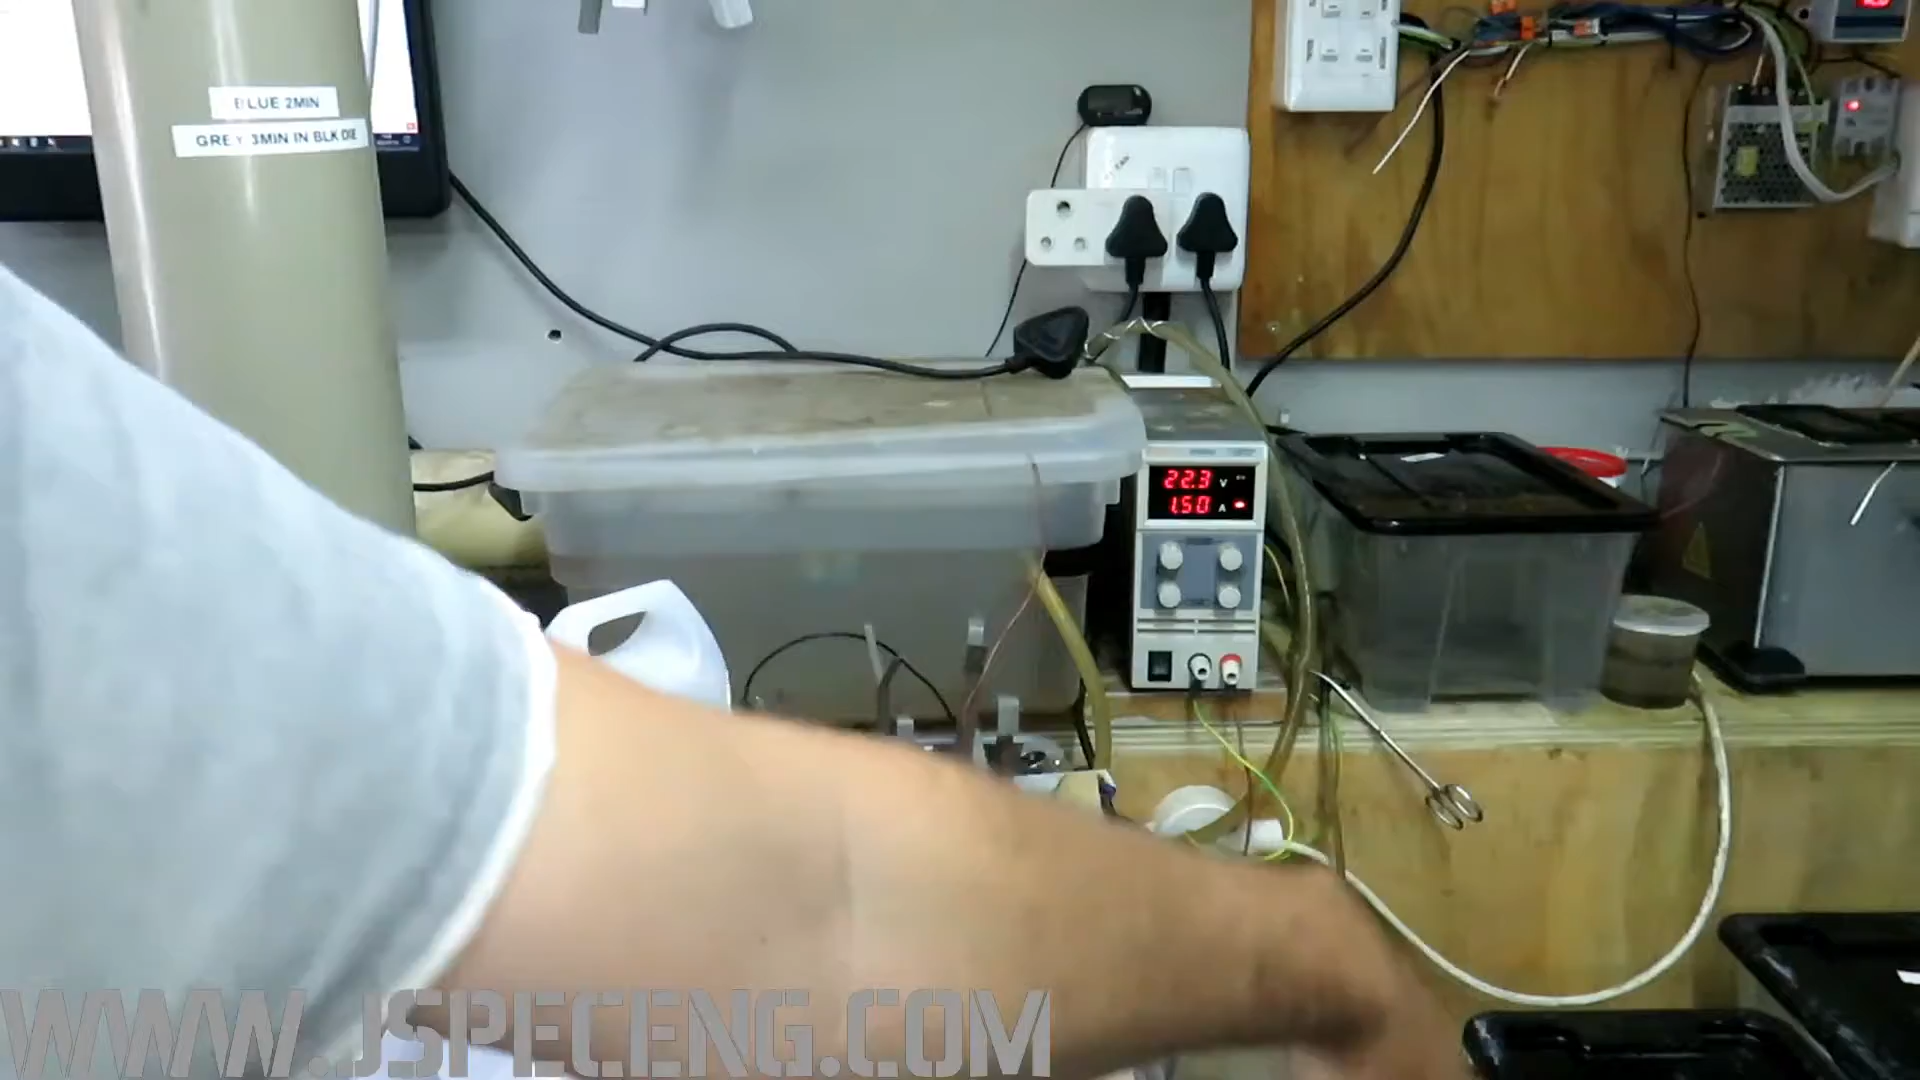 BLUE 2MIN
GREY 3MIN IN BLK DIE
22.3 V
1.50 A
WWW.JSPECENG.COM